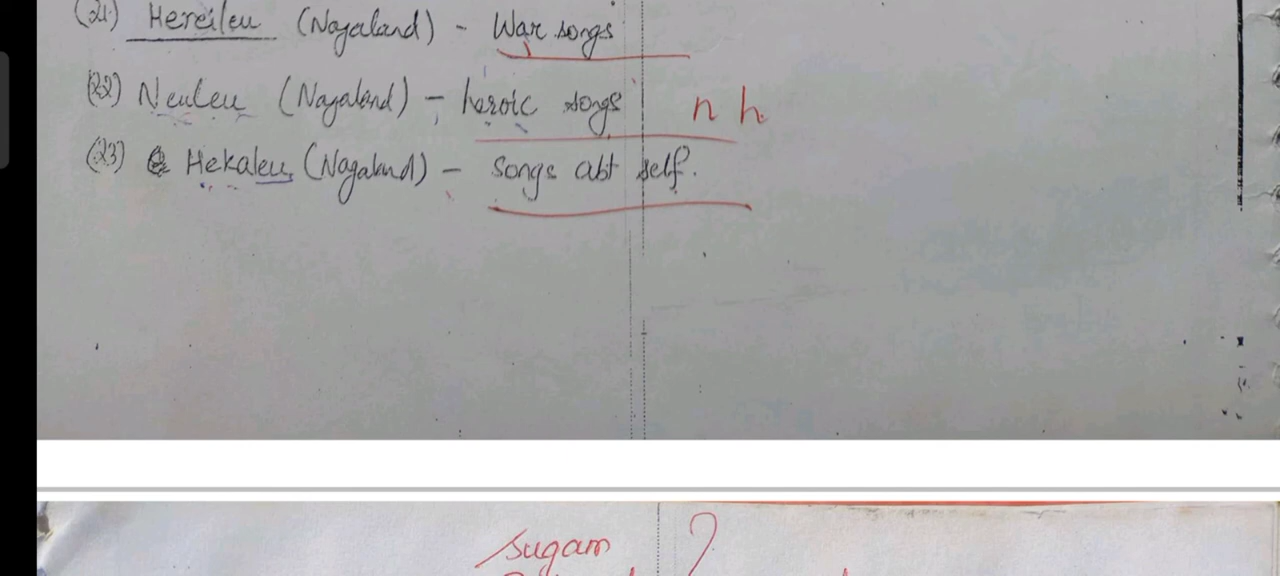 (21) Hereileu (Nagaland) - War songs
(22) Neuleu (Nagaland) - heroic songs n h
(23) Hekaleu (Nagaland) - Songs abt self.
sugam ?